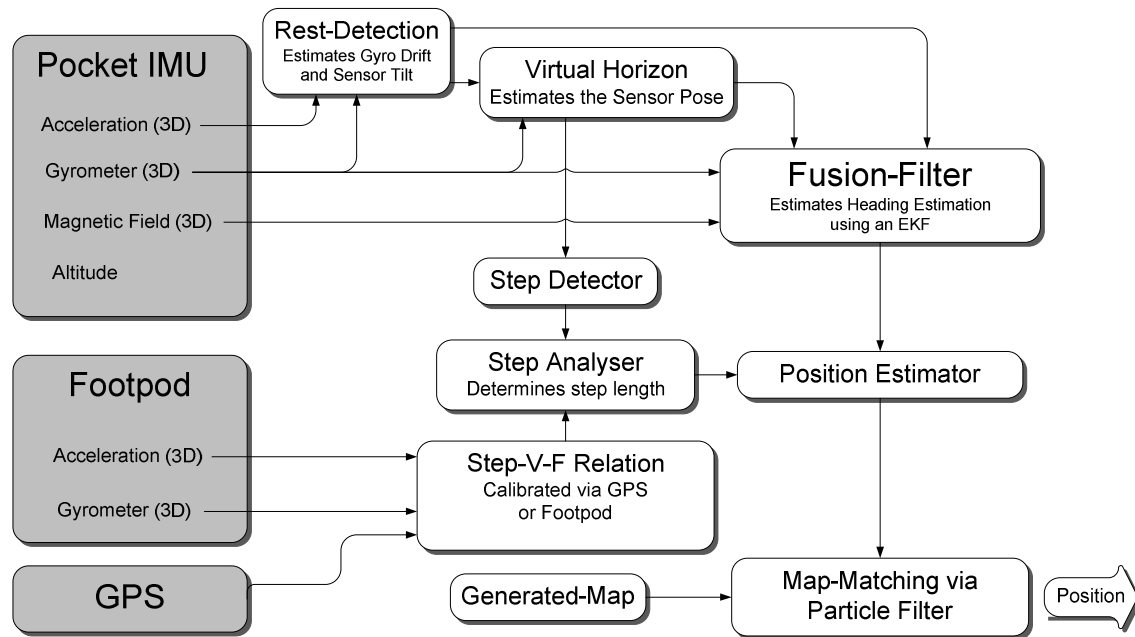 Pocket IMU
Acceleration (3D)
Gyrometer (3D)
Magnetic Field (3D)
Altitude
Rest-Detection
Estimates Gyro Drift
and Sensor Tilt
Virtual Horizon
Estimates the Sensor Pose
Fusion-Filter
Estimates Heading Estimation
using an EKF
Step Detector
Step Analyser
Determines step length
Position Estimator
Footpod
Acceleration (3D)
Gyrometer (3D)
Step-V-F Relation
Calibrated via GPS
or Footpod
GPS
Generated-Map
Map-Matching via
Particle Filter
Position